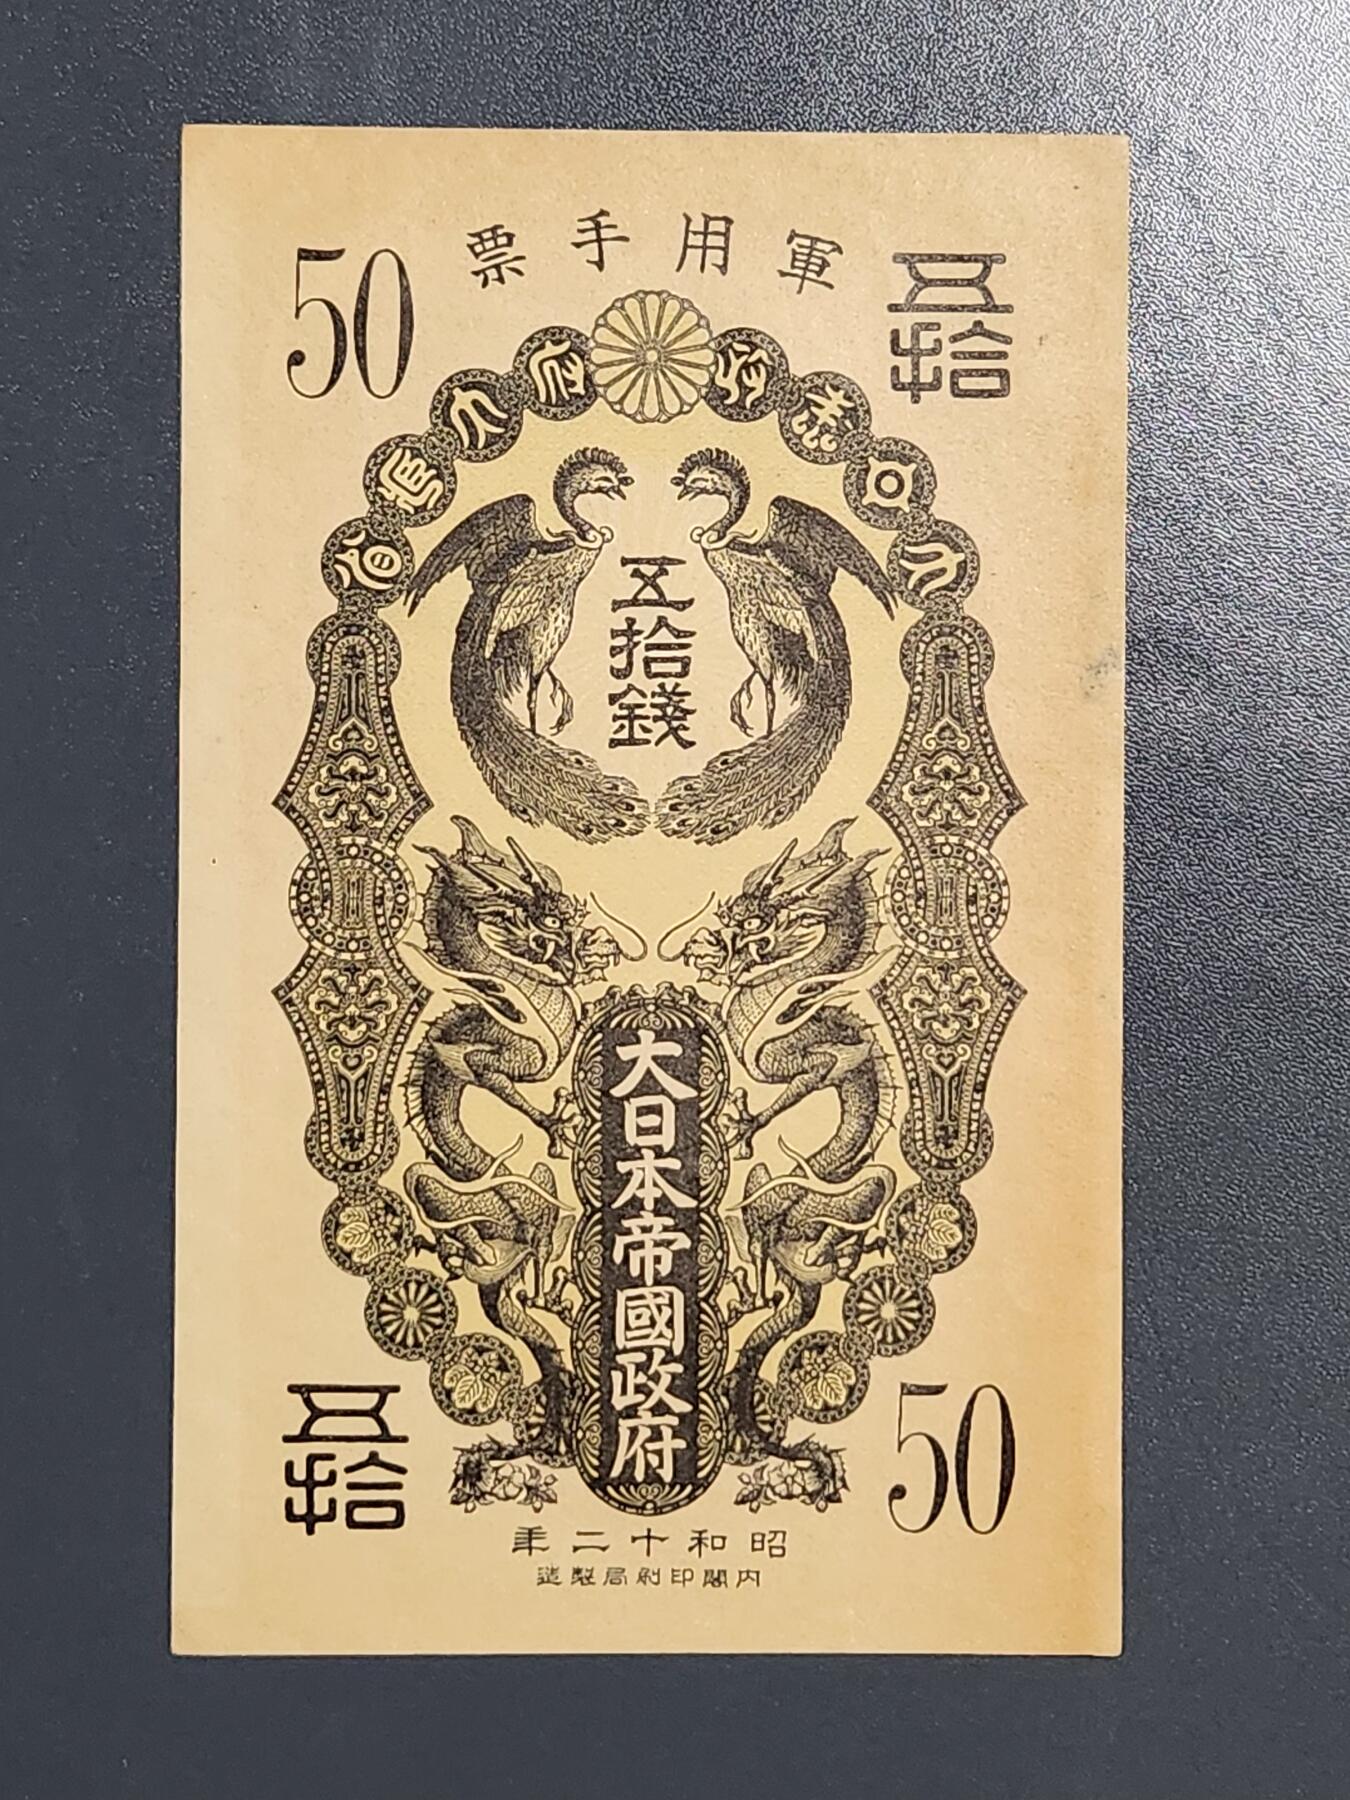 軍用手票
50
五拾
五拾錢
大日本帝國政府
五拾
50
昭和十二年
内閣印刷局製造